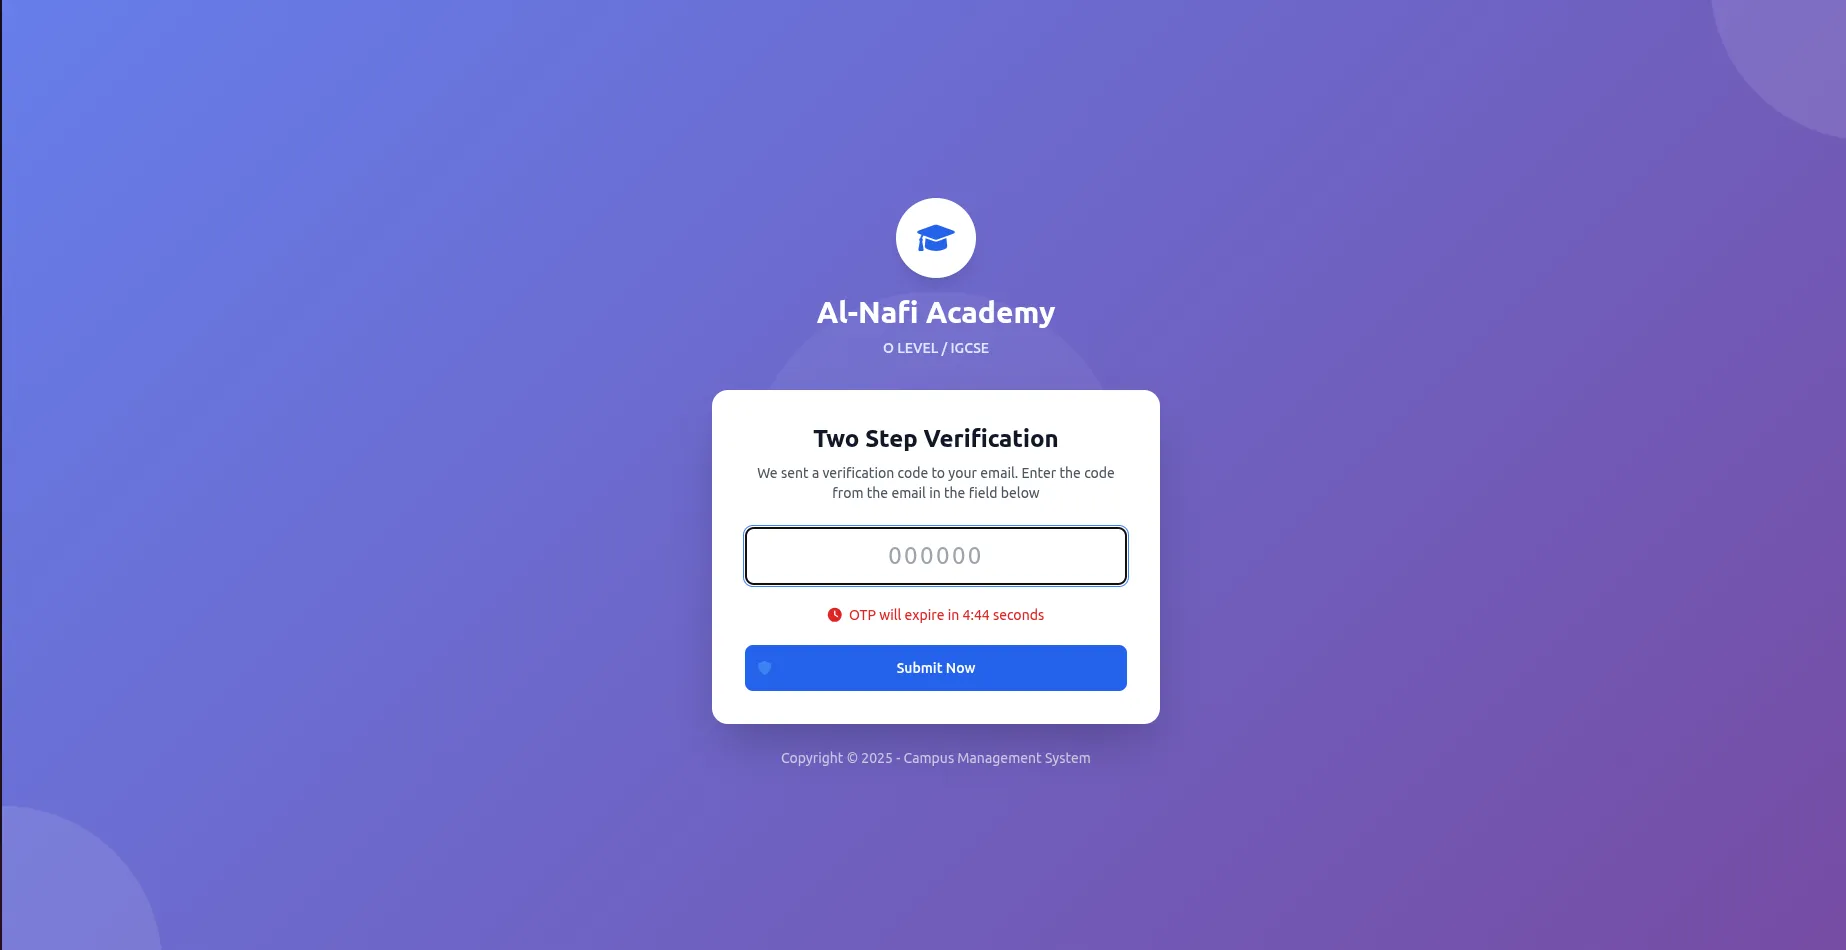 Al-Nafi Academy
O LEVEL / IGCSE
Two Step Verification
We sent a verification code to your email. Enter the code
from the email in the field below
000000
OTP will expire in 4:44 seconds
Submit Now
Copyright © 2025 - Campus Management System